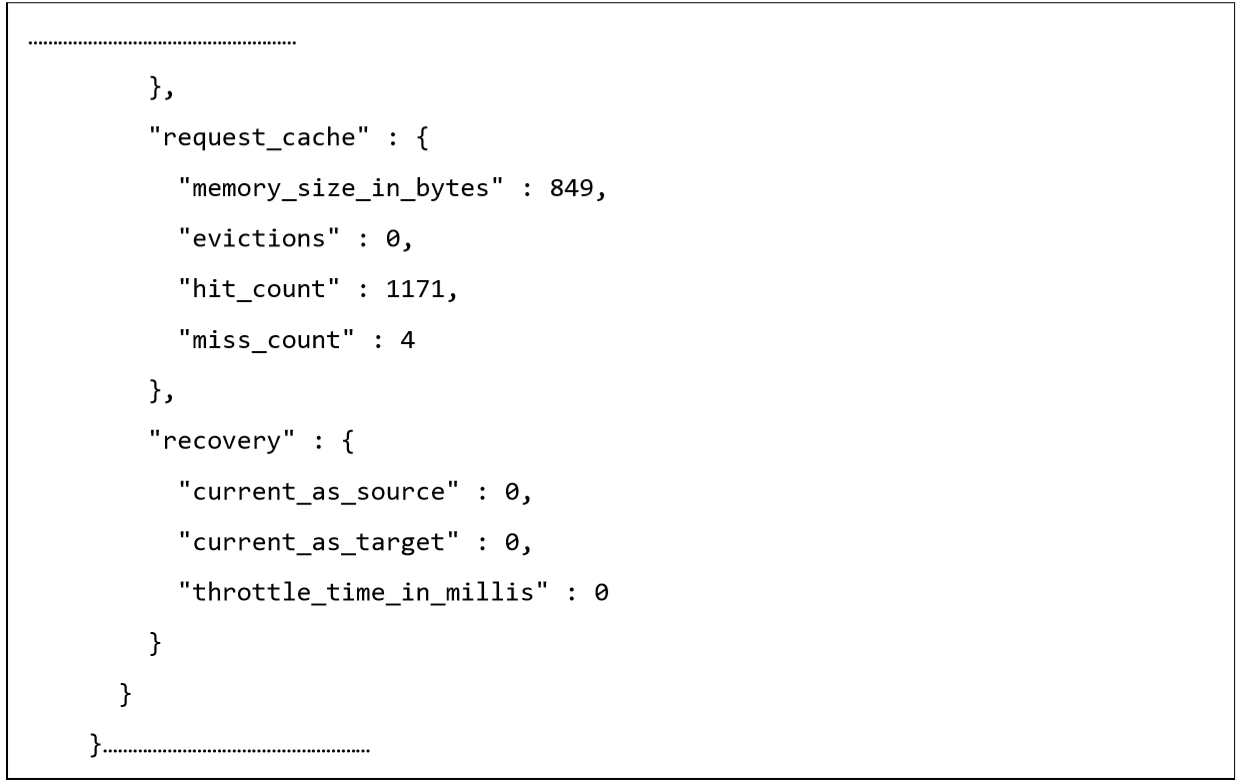 ......................................................
},
"request_cache" : {
"memory_size_in_bytes" : 849,
"evictions" : 0,
"hit_count" : 1171,
"miss_count" : 4
},
"recovery" : {
"current_as_source" : 0,
"current_as_target" : 0,
"throttle_time_in_millis" : 0
}
}
}......................................................